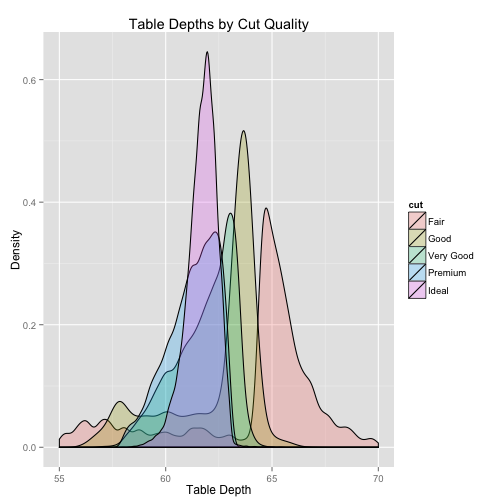 Table Depths by Cut Quality
0.6
0.4
0.2
0.0
Density
55
60
65
70
Table Depth
cut
Fair
Good
Very Good
Premium
Ideal